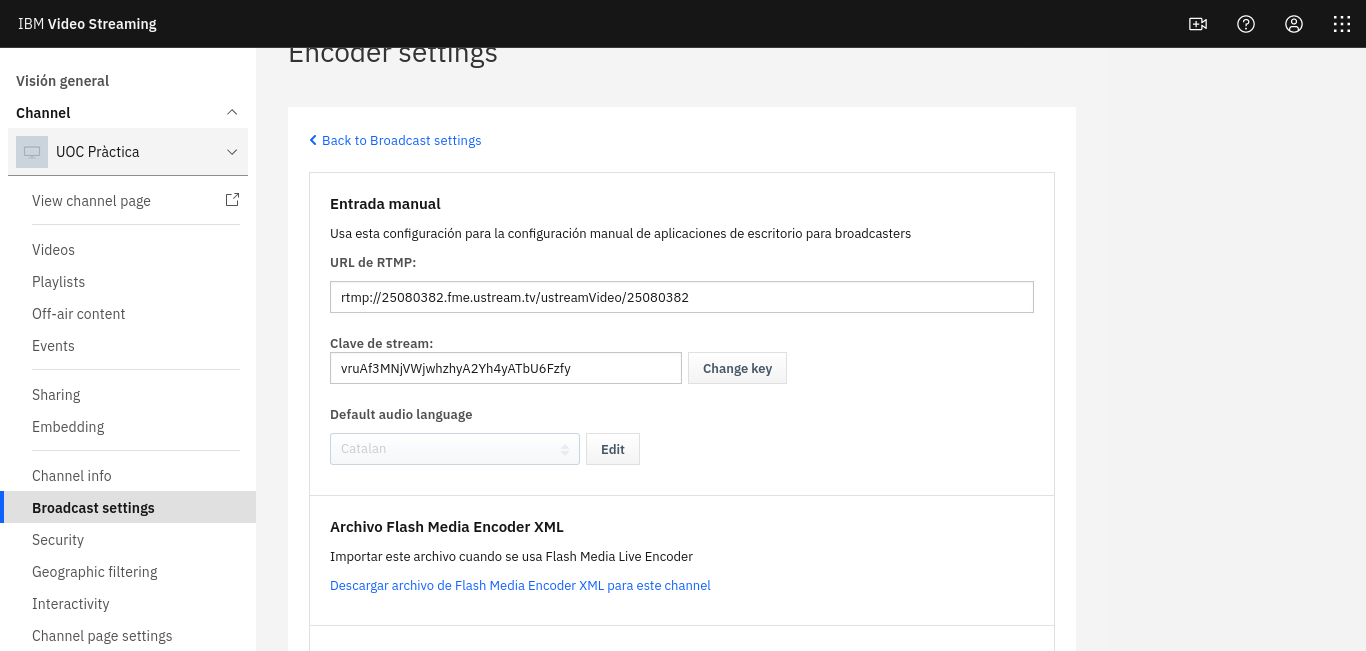 IBM Video Streaming
Encoder settings
Visión general
Channel
UOC Pràctica
View channel page
Videos
Playlists
Off-air content
Events
Sharing
Embedding
Channel info
Broadcast settings
Security
Geographic filtering
Interactivity
Channel page settings
Back to Broadcast settings
Entrada manual
Usa esta configuración para la configuración manual de aplicaciones de escritorio para broadcasters
URL de RTMP:
rtmp://25080382.fme.ustream.tv/ustreamVideo/25080382
Clave de stream:
vruAf3MNjVWjwhzhyA2Yh4yATbU6Fzfy
Change key
Default audio language
Catalan
Edit
Archivo Flash Media Encoder XML
Importar este archivo cuando se usa Flash Media Live Encoder
Descargar archivo de Flash Media Encoder XML para este channel